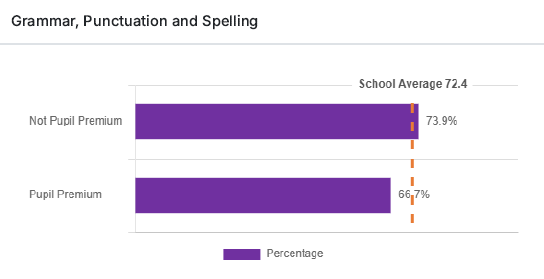 Grammar, Punctuation and Spelling
School Average 72.4
Not Pupil Premium 73.9%
Pupil Premium 66.7%
Percentage